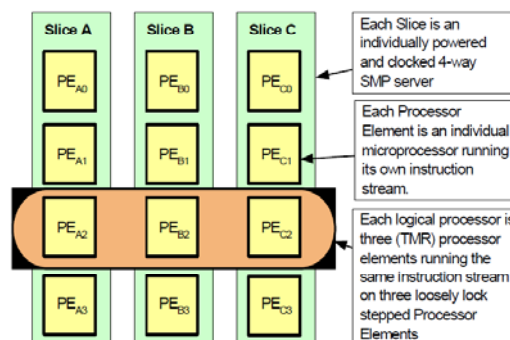 Slice A
Slice B
Slice C
Each Slice is an
individually powered
and clocked 4-way
SMP server
PEA0
PEB0
PEC0
Each Processor
Element is an individual
microprocessor running
its own instruction
stream.
PEA1
PEB1
PEC1
PEA2
PEB2
PEC2
Each logical processor is
three (TMR) processor
elements running the
same instruction stream
on three loosely lock
stepped Processor
Elements
PEA3
PEB3
PEC3